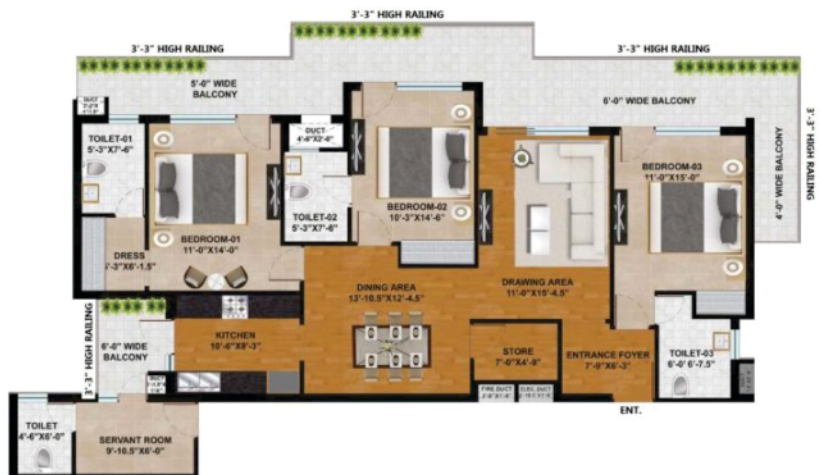 3'-3" HIGH RAILING
3'-3" HIGH RAILING
3'-3" HIGH RAILING
5'-0" WIDE
BALCONY
6'-0" WIDE BALCONY
3'-3" HIGH RAILING
4'-0" WIDE BALCONY
DUCT
TOILET-01
5'-3"X7'-6"
DUCT
4'-6"X2'-0"
BEDROOM-01
11'-0"X14'-0"
TOILET-02
5'-3"X7'-6"
BEDROOM-02
10'-3"X14'-6"
BEDROOM-03
11'-0"X15'-0"
DRESS
DINING AREA
13'-10.5"X12'-4.5"
DRAWING AREA
11'-0"X15'-4.5"
3'-3" HIGH RAILING
6'-0" WIDE
BALCONY
KITCHEN
10'-6"X8'-3"
STORE
7'-0"X4'-9"
ENTRANCE FOYER
7'-9"X6'-3"
TOILET-03
6'-0" 6'-7.5"
DUCT
FIRE DUCT
ELEC. DUCT
DUCT
ENT.
TOILET
4'-6"X6'-0"
SERVANT ROOM
9'-10.5"X6'-0"